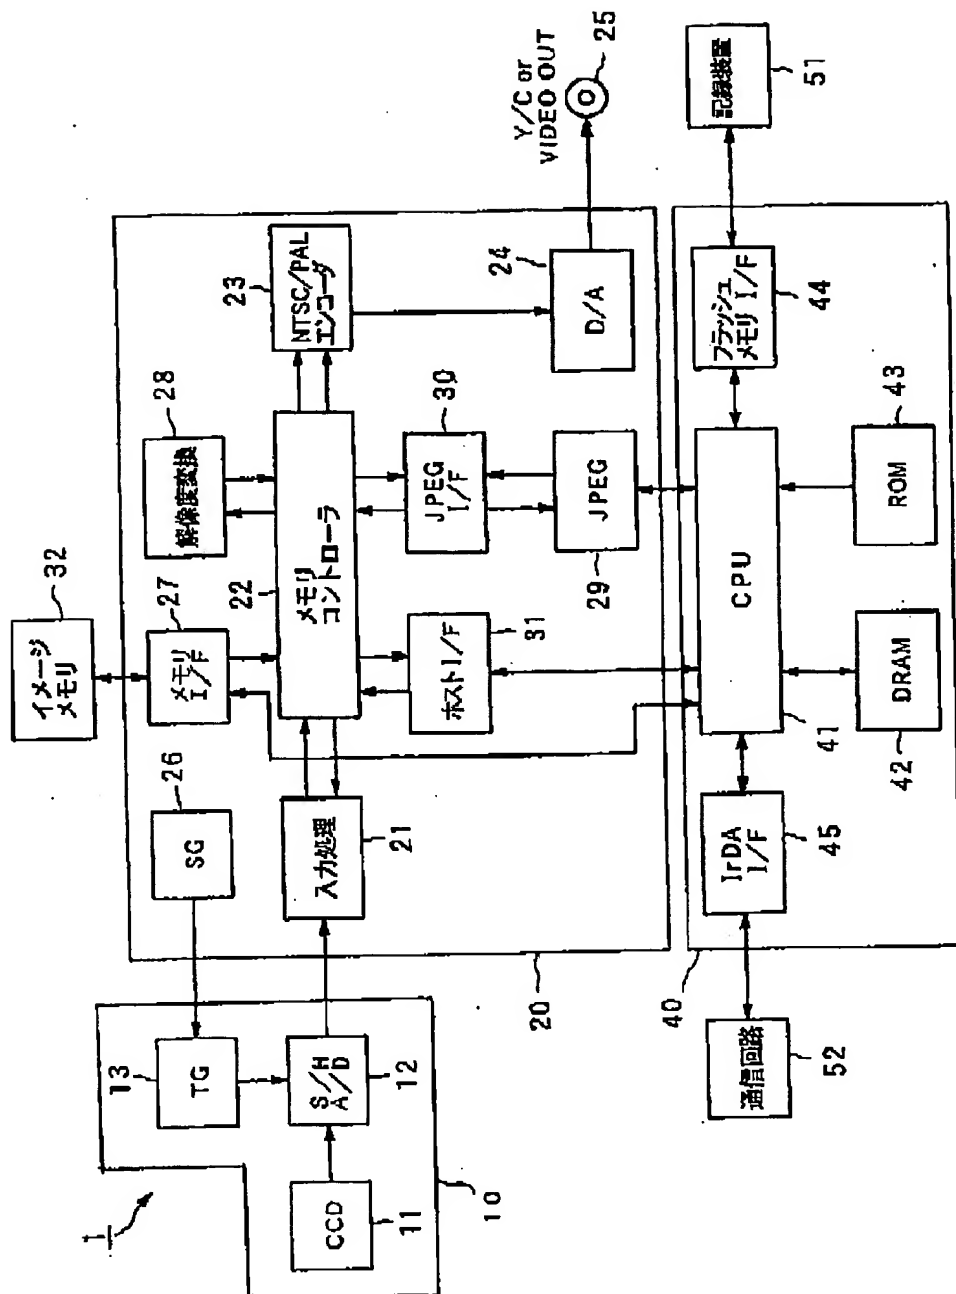 1
10
CCD
11
S/H
A/D
12
TG
13
20
入力処理
21
メモリ
コントローラ
22
NTSC/PAL
エンコーダ
23
D/A
24
Y/C or
VIDEO OUT
25
SG
26
メモリ
I/F
27
解像度変換
28
JPEG
29
JPEG
I/F
30
ホストI/F
31
イメージ
メモリ
32
40
CPU
41
DRAM
42
ROM
43
フラッシュ
メモリ I/F
44
IrDA
I/F
45
記録装置
51
通信回路
52